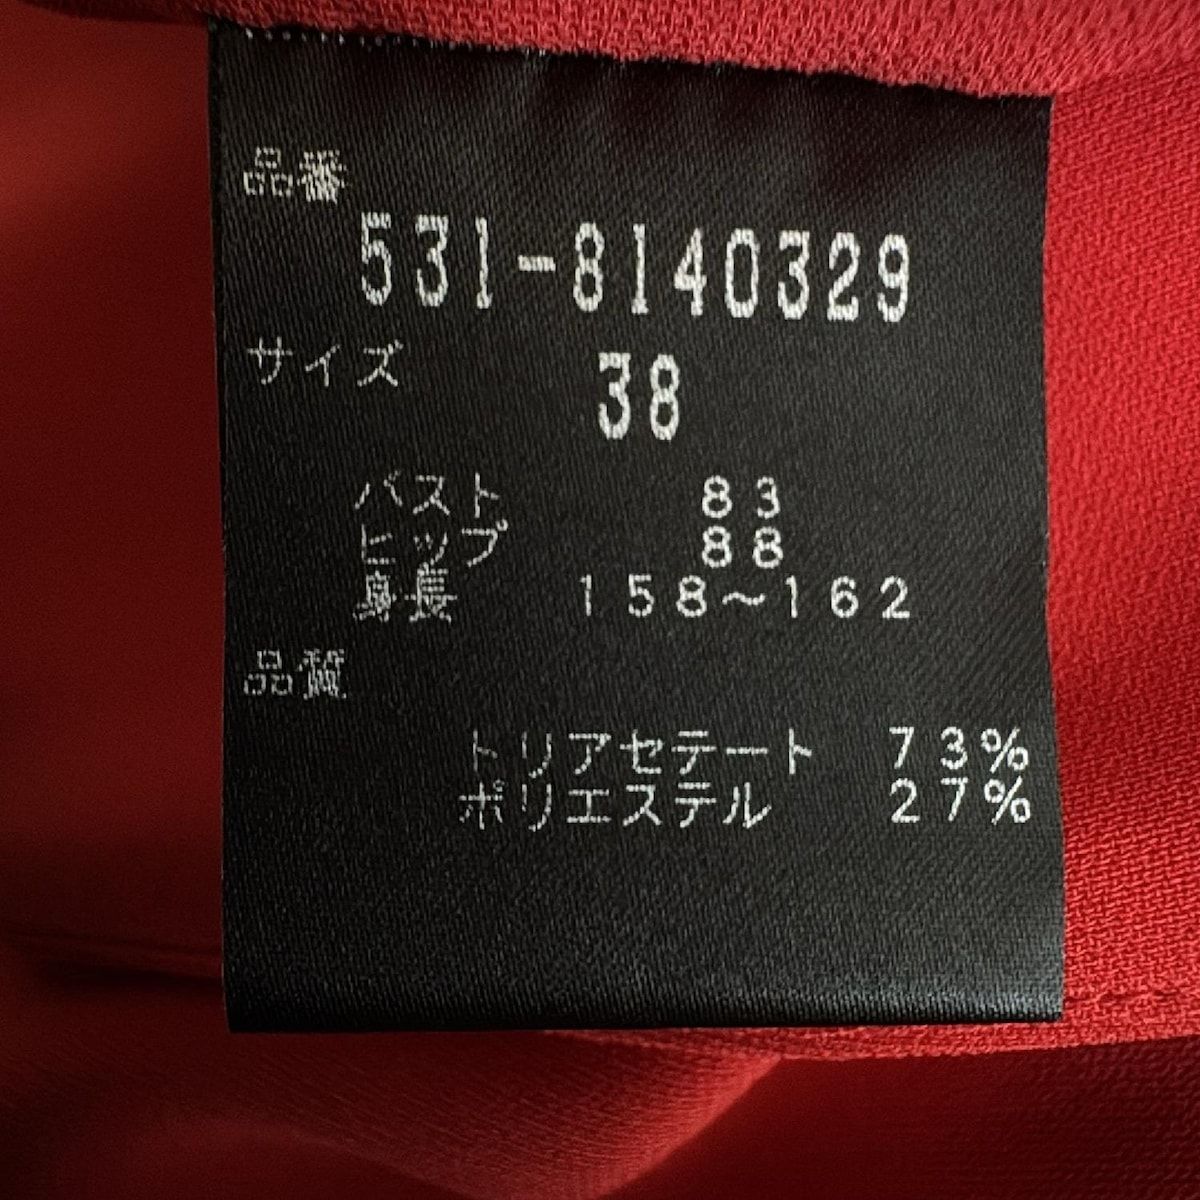 品番
531-8140329
サイズ 38
バスト 83
ヒップ 88
身長 158～162
品質
トリアセテート 73%
ポリエステル 27%